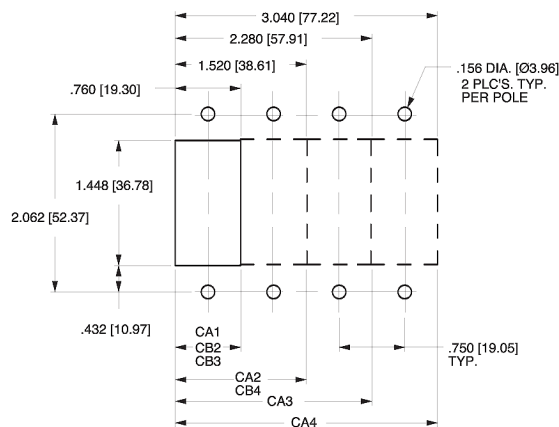 3.040 [77.22]
2.280 [57.91]
1.520 [38.61]
.760 [19.30]
.156 DIA. [Ø3.96]
2 PLC'S. TYP.
PER POLE
1.448 [36.78]
2.062 [52.37]
.432 [10.97]
CA1
CB2
CB3
.750 [19.05]
TYP.
CA2
CB4
CA3
CA4